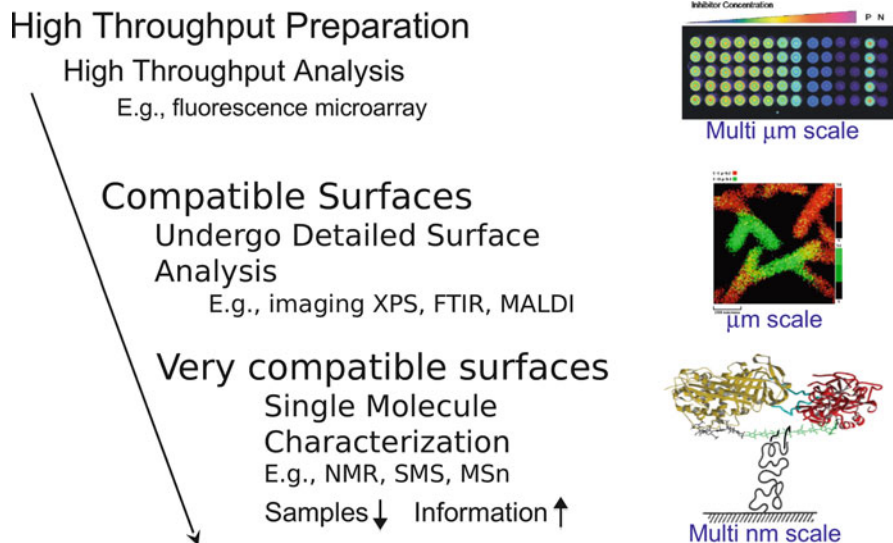 High Throughput Preparation
High Throughput Analysis
E.g., fluorescence microarray
Inhibitor Concentration
P N
Multi μm scale
Compatible Surfaces
Undergo Detailed Surface
Analysis
E.g., imaging XPS, FTIR, MALDI
μm scale
Very compatible surfaces
Single Molecule
Characterization
E.g., NMR, SMS, MSn
Samples ↓ Information ↑
Multi nm scale